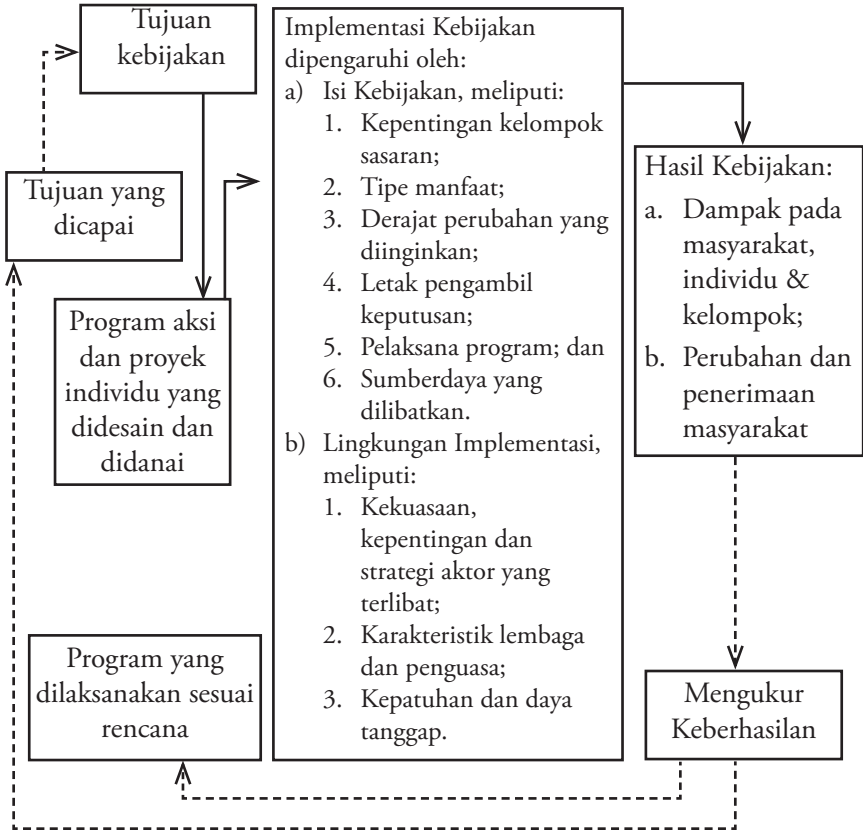 Tujuan
kebijakan
Tujuan yang
dicapai
Program aksi
dan proyek
individu yang
didesain dan
didanai
Program yang
dilaksanakan sesuai
rencana
Implementasi Kebijakan
dipengaruhi oleh:
a) Isi Kebijakan, meliputi:
1. Kepentingan kelompok
sasaran;
2. Tipe manfaat;
3. Derajat perubahan yang
diinginkan;
4. Letak pengambil
keputusan;
5. Pelaksana program; dan
6. Sumberdaya yang
dilibatkan.
b) Lingkungan Implementasi,
meliputi:
1. Kekuasaan,
kepentingan dan
strategi aktor yang
terlibat;
2. Karakteristik lembaga
dan penguasa;
3. Kepatuhan dan daya
tanggap.
Hasil Kebijakan:
a. Dampak pada
masyarakat,
individu &
kelompok;
b. Perubahan dan
penerimaan
masyarakat
Mengukur
Keberhasilan